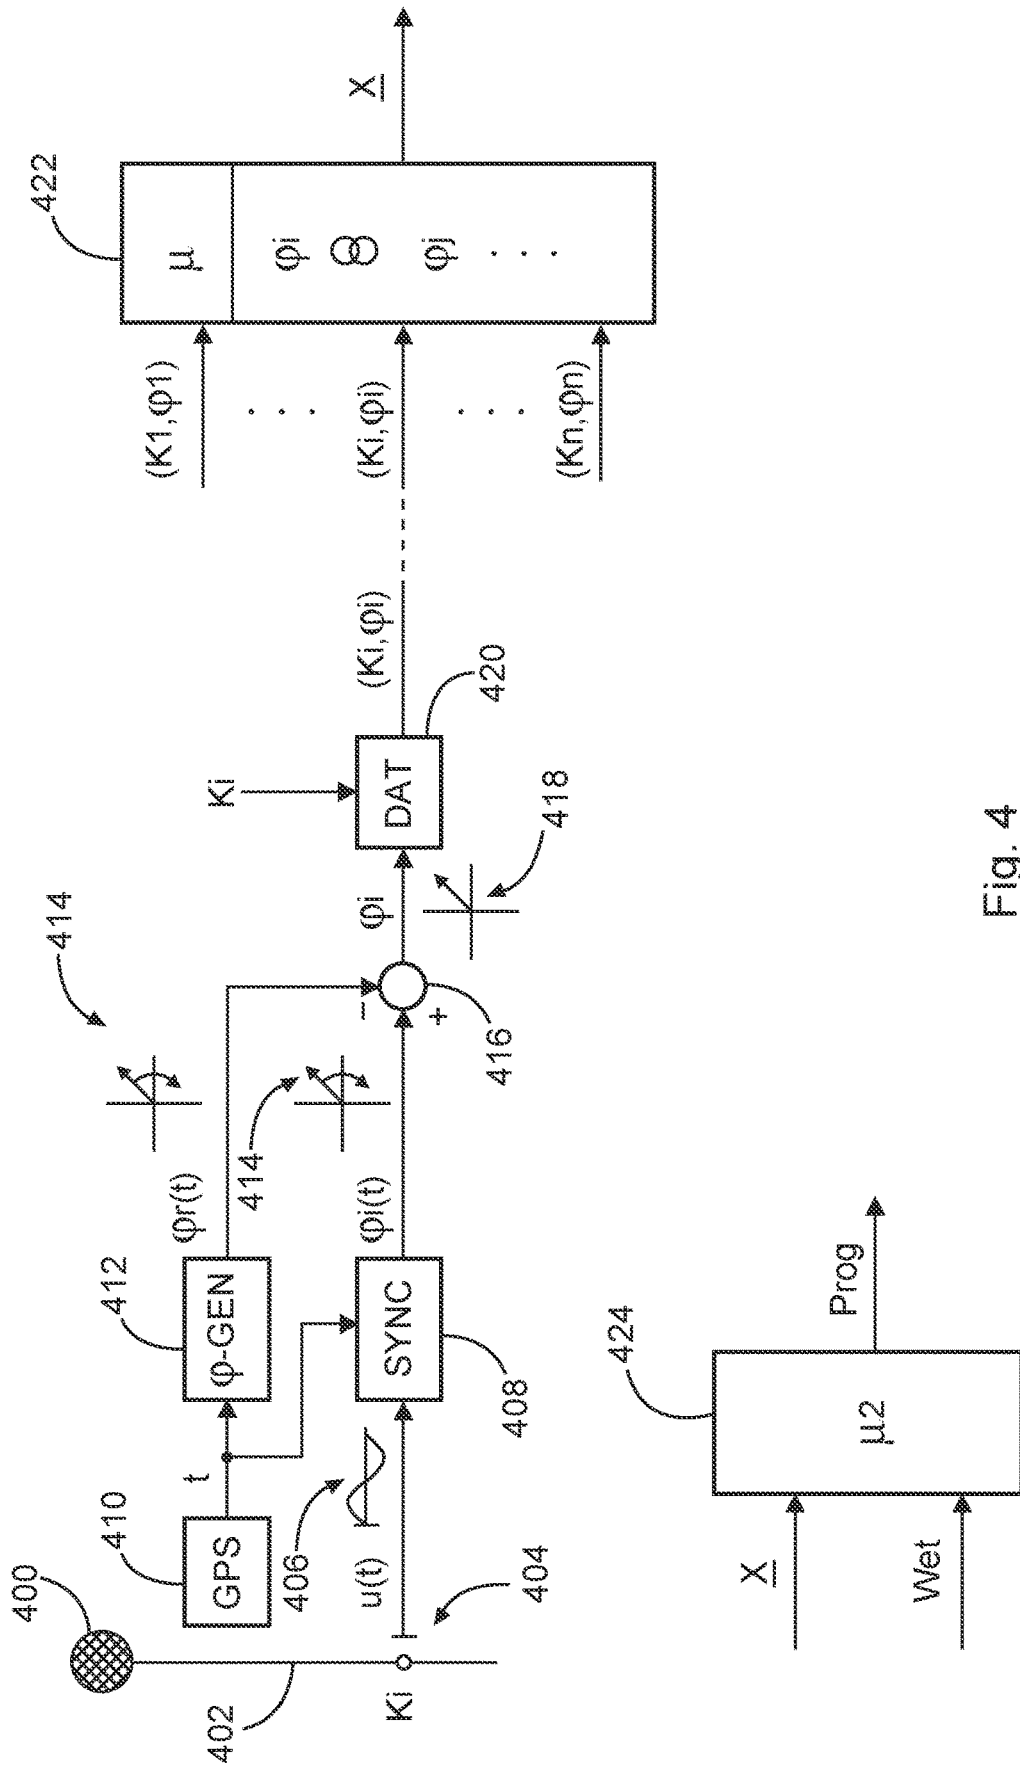 400
402
Ki
404
410
GPS
t
412
φ-GEN
φr(t)
414
406
u(t)
408
SYNC
φi(t)
414
−
+
416
φi
418
Ki
DAT
420
(Ki,φi)
(K1,φ1)
. . .
(Ki,φi)
. . .
(Kn,φn)
422
μ
φi
φj
. . .
X
X
Wet
424
μ2
Prog
Fig. 4